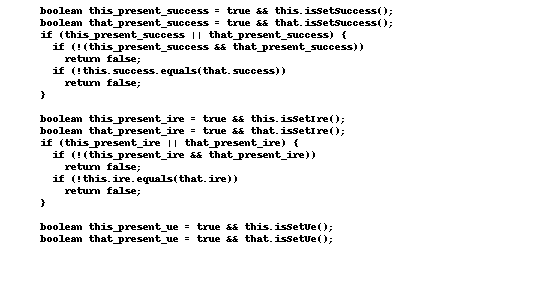 boolean this_present_success = true && this.isSetSuccess();
boolean that_present_success = true && that.isSetSuccess();
if (this_present_success || that_present_success) {
if (!(this_present_success && that_present_success))
return false;
if (!this.success.equals(that.success))
return false;
}
boolean this_present_ire = true && this.isSetIre();
boolean that_present_ire = true && that.isSetIre();
if (this_present_ire || that_present_ire) {
if (!(this_present_ire && that_present_ire))
return false;
if (!this.ire.equals(that.ire))
return false;
}
boolean this_present_ue = true && this.isSetUe();
boolean that_present_ue = true && that.isSetUe();